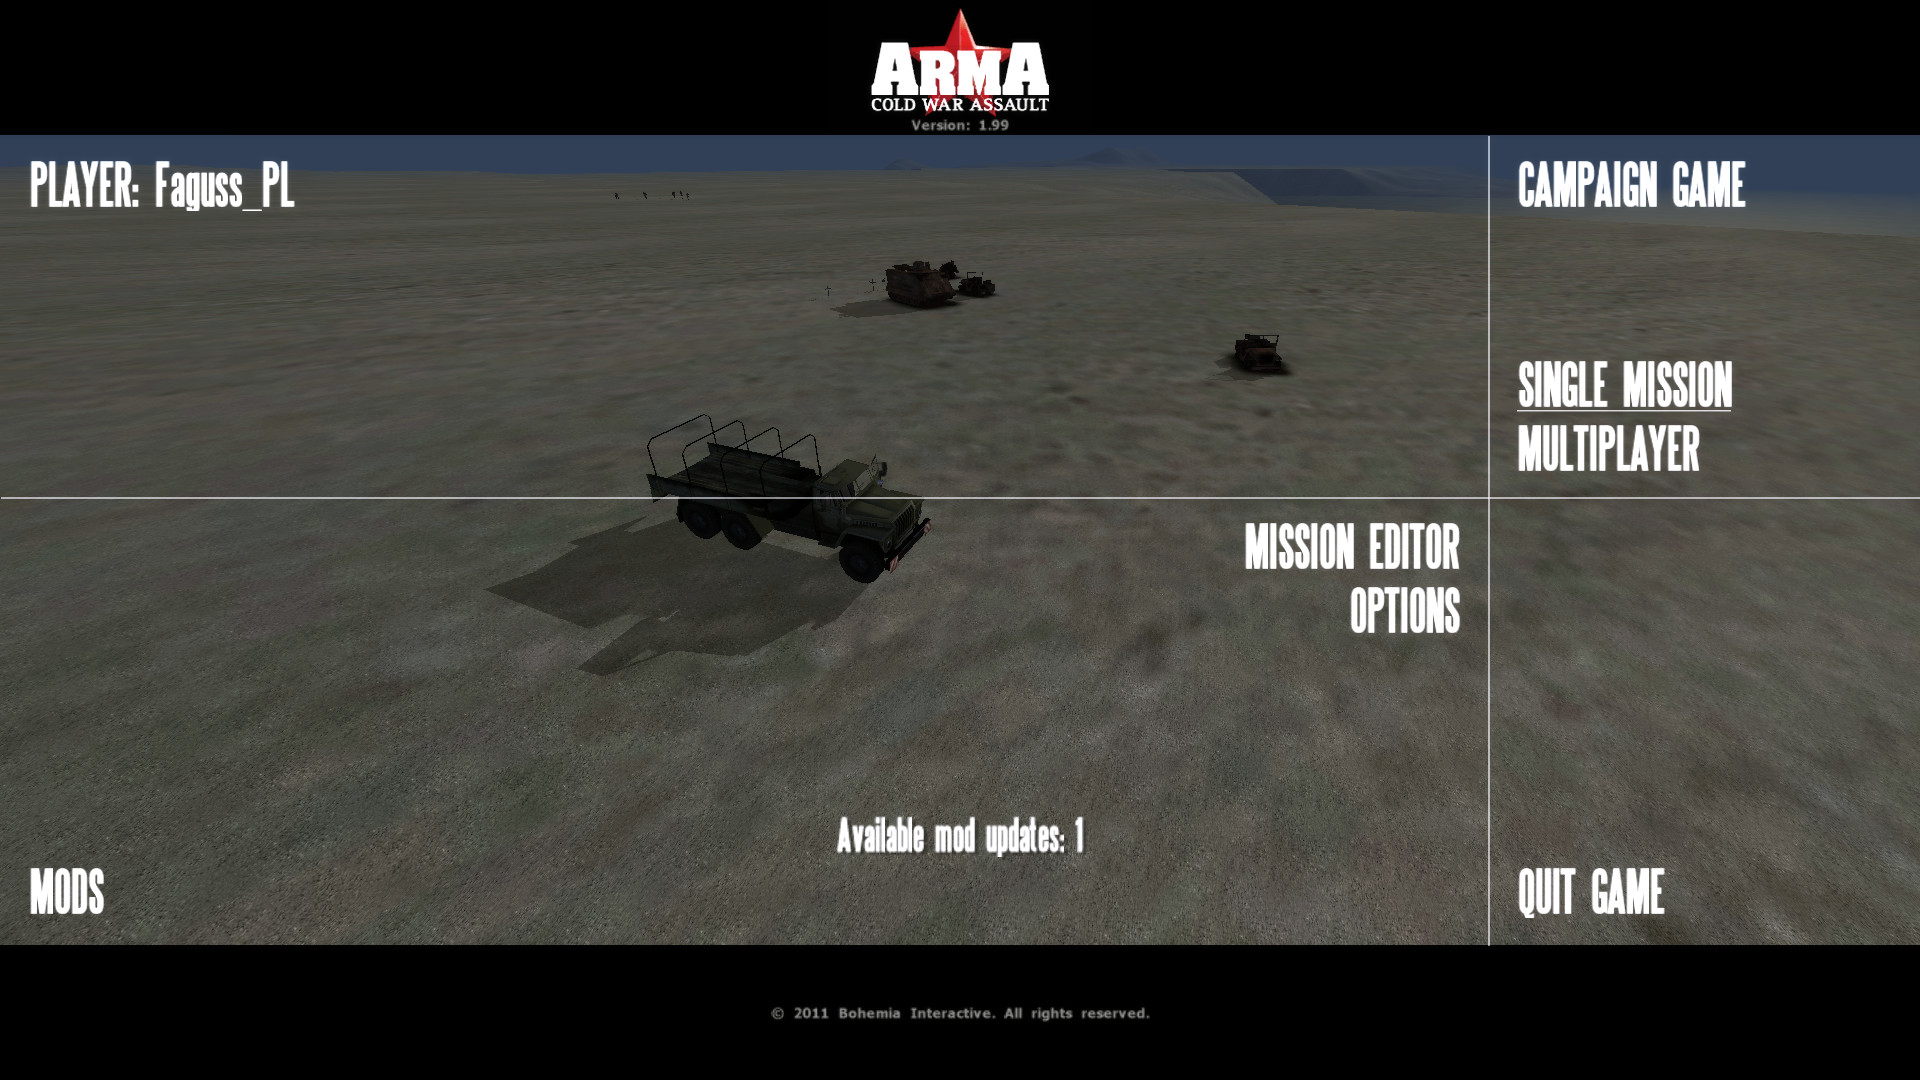 ARMA
COLD WAR ASSAULT
Version: 1.99
PLAYER: Faguss_PL
CAMPAIGN GAME
SINGLE MISSION
MULTIPLAYER
MISSION EDITOR
OPTIONS
Available mod updates: 1
MODS
QUIT GAME
© 2011 Bohemia Interactive. All rights reserved.